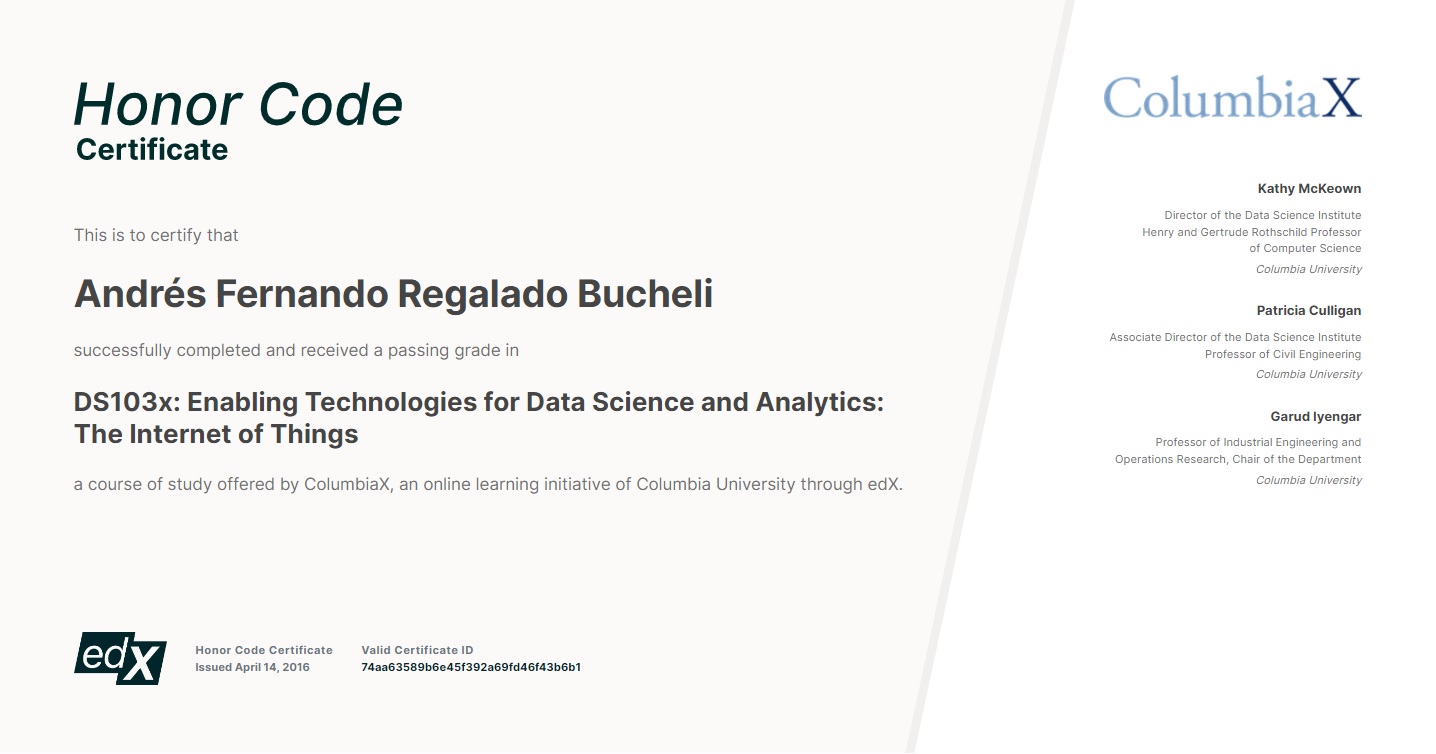 Honor Code
Certificate
This is to certify that
Andrés Fernando Regalado Bucheli
successfully completed and received a passing grade in
DS103x: Enabling Technologies for Data Science and Analytics:
The Internet of Things
a course of study offered by ColumbiaX, an online learning initiative of Columbia University through edX.
edX
Honor Code Certificate
Issued April 14, 2016
Valid Certificate ID
74aa63589b6e45f392a69fd46f43b6b1
ColumbiaX
Kathy McKeown
Director of the Data Science Institute
Henry and Gertrude Rothschild Professor
of Computer Science
Columbia University
Patricia Culligan
Associate Director of the Data Science Institute
Professor of Civil Engineering
Columbia University
Garud Iyengar
Professor of Industrial Engineering and
Operations Research, Chair of the Department
Columbia University